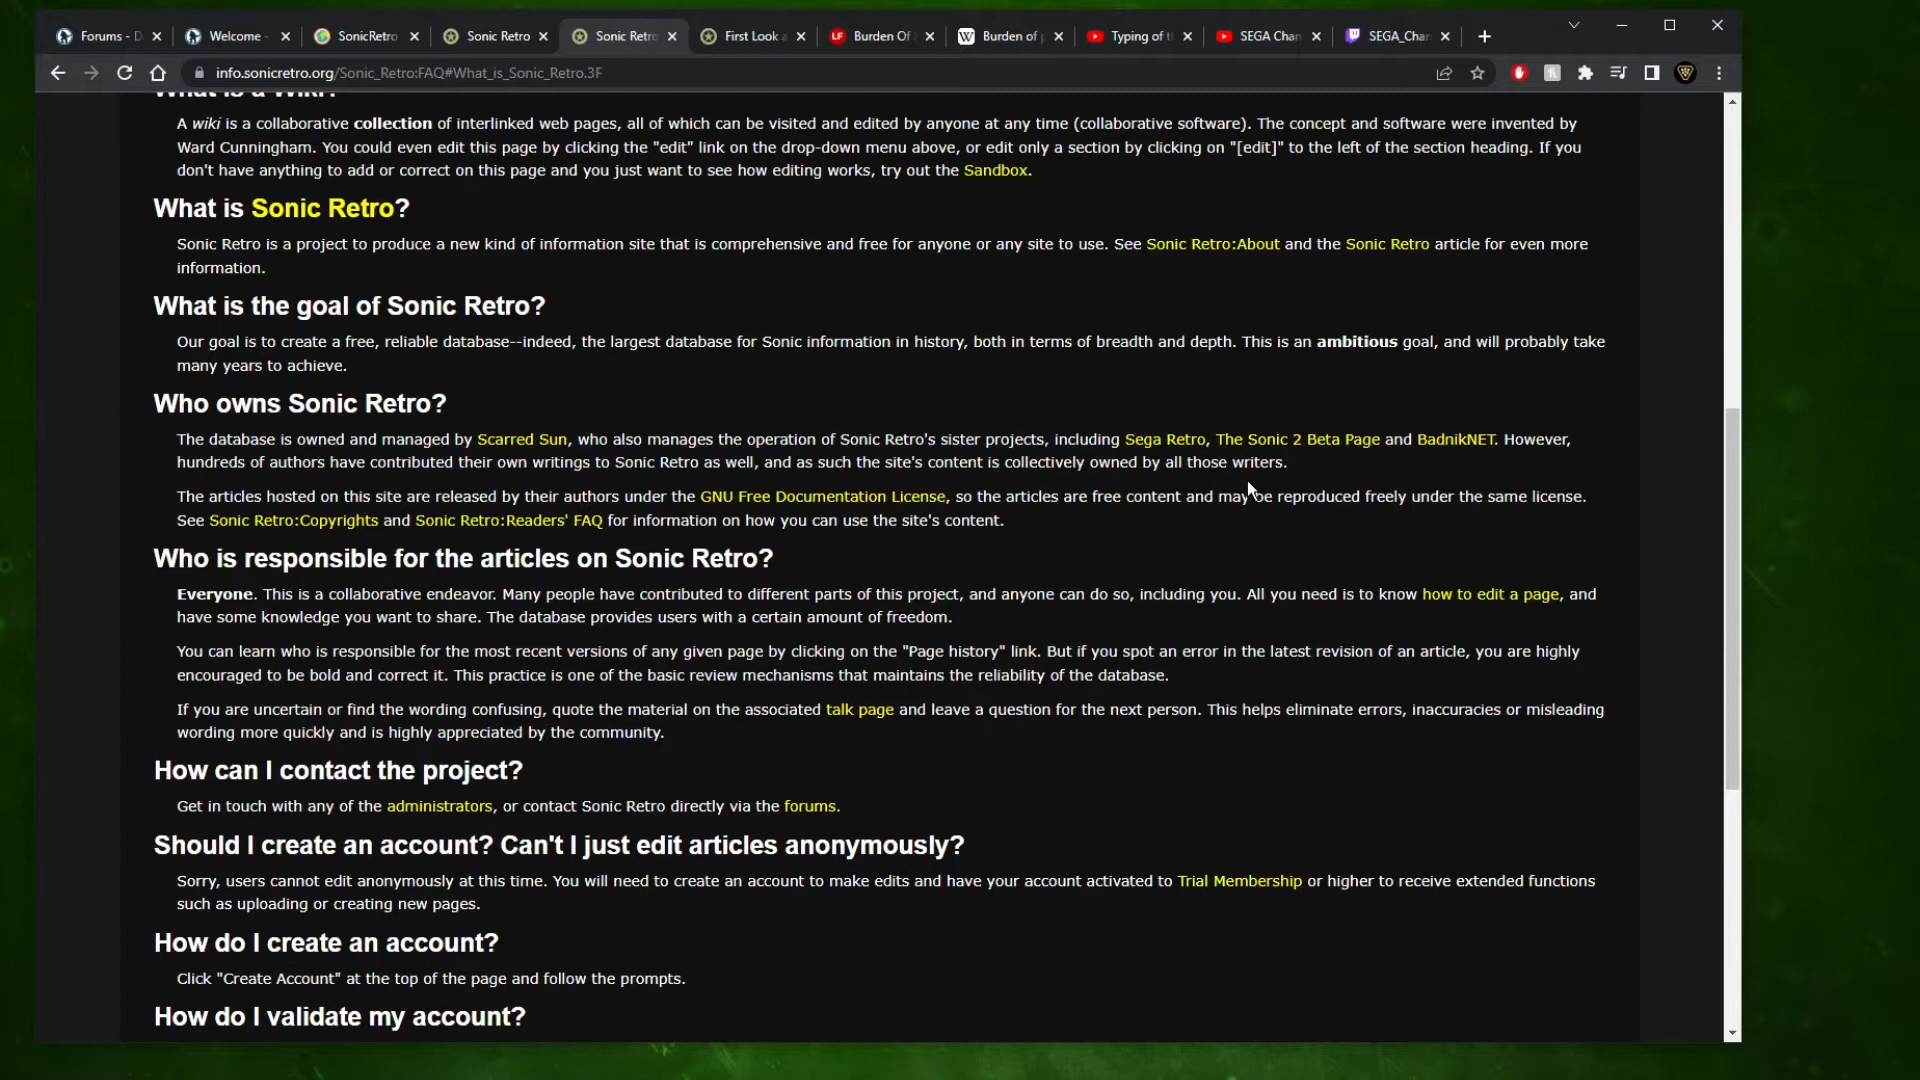 Forums - D
Welcome -
SonicRetro
Sonic Retro
Sonic Retro
First Look a
Burden Of
Burden of p
Typing of t
SEGA Chan
SEGA_Chan
info.sonicretro.org/Sonic_Retro:FAQ#What_is_Sonic_Retro.3F
What is a Wiki?
A wiki is a collaborative collection of interlinked web pages, all of which can be visited and edited by anyone at any time (collaborative software). The concept and software were invented by
Ward Cunningham. You could even edit this page by clicking the "edit" link on the drop-down menu above, or edit only a section by clicking on "[edit]" to the left of the section heading. If you
don't have anything to add or correct on this page and you just want to see how editing works, try out the Sandbox.
What is Sonic Retro?
Sonic Retro is a project to produce a new kind of information site that is comprehensive and free for anyone or any site to use. See Sonic Retro:About and the Sonic Retro article for even more
information.
What is the goal of Sonic Retro?
Our goal is to create a free, reliable database--indeed, the largest database for Sonic information in history, both in terms of breadth and depth. This is an ambitious goal, and will probably take
many years to achieve.
Who owns Sonic Retro?
The database is owned and managed by Scarred Sun, who also manages the operation of Sonic Retro's sister projects, including Sega Retro, The Sonic 2 Beta Page and BadnikNET. However,
hundreds of authors have contributed their own writings to Sonic Retro as well, and as such the site's content is collectively owned by all those writers.
The articles hosted on this site are released by their authors under the GNU Free Documentation License, so the articles are free content and may be reproduced freely under the same license.
See Sonic Retro:Copyrights and Sonic Retro:Readers' FAQ for information on how you can use the site's content.
Who is responsible for the articles on Sonic Retro?
Everyone. This is a collaborative endeavor. Many people have contributed to different parts of this project, and anyone can do so, including you. All you need is to know how to edit a page, and
have some knowledge you want to share. The database provides users with a certain amount of freedom.
You can learn who is responsible for the most recent versions of any given page by clicking on the "Page history" link. But if you spot an error in the latest revision of an article, you are highly
encouraged to be bold and correct it. This practice is one of the basic review mechanisms that maintains the reliability of the database.
If you are uncertain or find the wording confusing, quote the material on the associated talk page and leave a question for the next person. This helps eliminate errors, inaccuracies or misleading
wording more quickly and is highly appreciated by the community.
How can I contact the project?
Get in touch with any of the administrators, or contact Sonic Retro directly via the forums.
Should I create an account? Can't I just edit articles anonymously?
Sorry, users cannot edit anonymously at this time. You will need to create an account to make edits and have your account activated to Trial Membership or higher to receive extended functions
such as uploading or creating new pages.
How do I create an account?
Click "Create Account" at the top of the page and follow the prompts.
How do I validate my account?